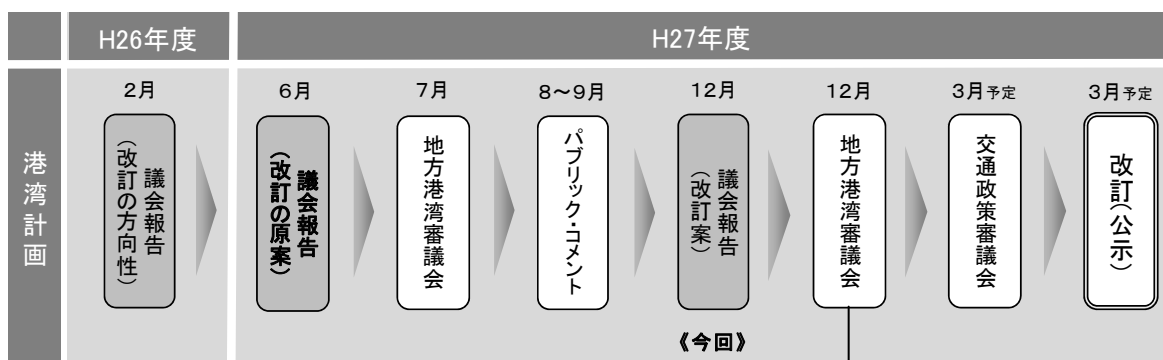 H26年度
H27年度
港湾計画
2月
6月
7月
8～9月
12月
12月
3月予定
3月予定
議会報告
（改訂の方向性）
議会報告
（改訂の原案）
地方港湾審議会
パブリック・コメント
議会報告
（改訂案）
地方港湾審議会
交通政策審議会
改訂（公示）
《今回》